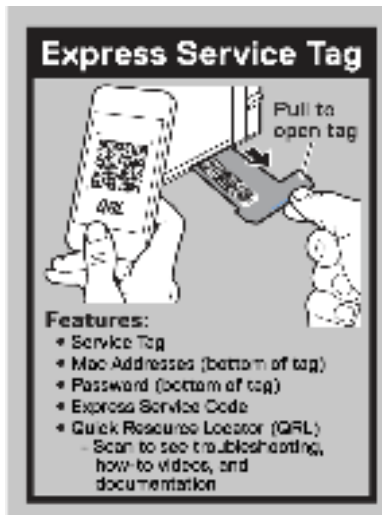 Express Service Tag
Pull to
open tag
QRL
Features:
• Service Tag
• Mac Addresses (bottom of tag)
• Password (bottom of tag)
• Express Service Code
• Quick Resource Locator (QRL)
- Scan to see troubleshooting,
how-to videos, and
documentation